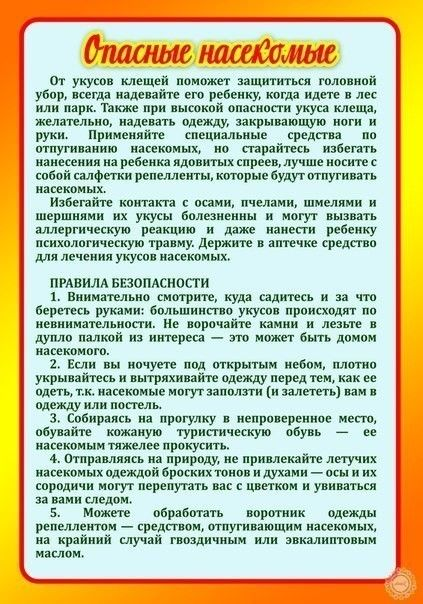 Опасные насекомые
От укусов клещей поможет защититься головной
убор, всегда надевайте его ребенку, когда идете в лес
или парк. Также при высокой опасности укуса клеща,
желательно, надевать одежду, закрывающую ноги и
руки. Применяйте специальные средства по
отпугиванию насекомых, но старайтесь избегать
нанесения на ребенка ядовитых спреев, лучше носите с
собой салфетки репелленты, которые будут отпугивать
насекомых.
Избегайте контакта с осами, пчелами, шмелями и
шершнями их укусы болезненны и могут вызвать
аллергическую реакцию и даже нанести ребенку
психологическую травму. Держите в аптечке средство
для лечения укусов насекомых.
ПРАВИЛА БЕЗОПАСНОСТИ
1. Внимательно смотрите, куда садитесь и за что
беретесь руками: большинство укусов происходят по
невнимательности. Не ворочайте камни и лезьте в
дупло палкой из интереса — это может быть домом
насекомого.
2. Если вы ночуете под открытым небом, плотно
укрывайтесь и вытряхивайте одежду перед тем, как ее
одеть, т.к. насекомые могут заползти (и залететь) вам в
одежду или постель.
3. Собираясь на прогулку в непроверенное место,
обувайте кожаную туристическую обувь — ее
насекомым тяжелее прокусить.
4. Отправляясь на природу, не привлекайте летучих
насекомых одеждой броских тонов и духами — осы и их
сородичи могут перепутать вас с цветком и увиваться
за вами следом.
5. Можете обработать воротник одежды
репеллентом — средством, отпугивающим насекомых,
на крайний случай гвоздичным или эвкалиптовым
маслом.